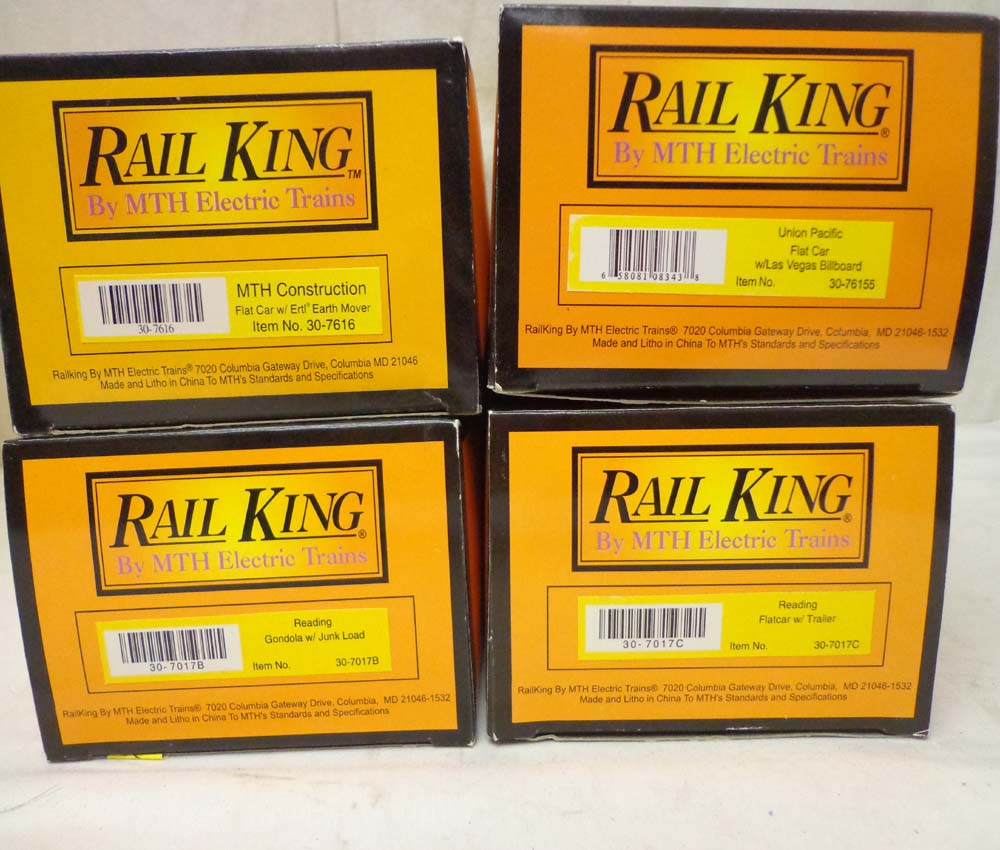 RAIL KING™
By MTH Electric Trains
30-7616
MTH Construction
Flat Car w/ Ertl® Earth Mover
Item No. 30-7616
Railking By MTH Electric Trains® 7020 Columbia Gateway Drive, Columbia MD 21046
Made and Litho in China To MTH's Standards and Specifications
RAIL KING®
By MTH Electric Trains
6 58081 08343 8
Union Pacific
Flat Car
w/Las Vegas Billboard
Item No. 30-76155
RailKing By MTH Electric Trains® 7020 Columbia Gateway Drive, Columbia, MD 21046-1532
Made and Litho in China To MTH's Standards and Specifications
RAIL KING®
By MTH Electric Trains
30-7017B
Reading
Gondola w/ Junk Load
Item No. 30-7017B
RailKing By MTH Electric Trains® 7020 Columbia Gateway Drive, Columbia, MD 21046-1532
Made and Litho in China To MTH's Standards and Specifications
RAIL KING®
By MTH Electric Trains
30-7017C
Reading
Flatcar w/ Trailer
Item No. 30-7017C
RailKing By MTH Electric Trains® 7020 Columbia Gateway Drive, Columbia, MD 21046-1532
Made and Litho in China To MTH's Standards and Specifications